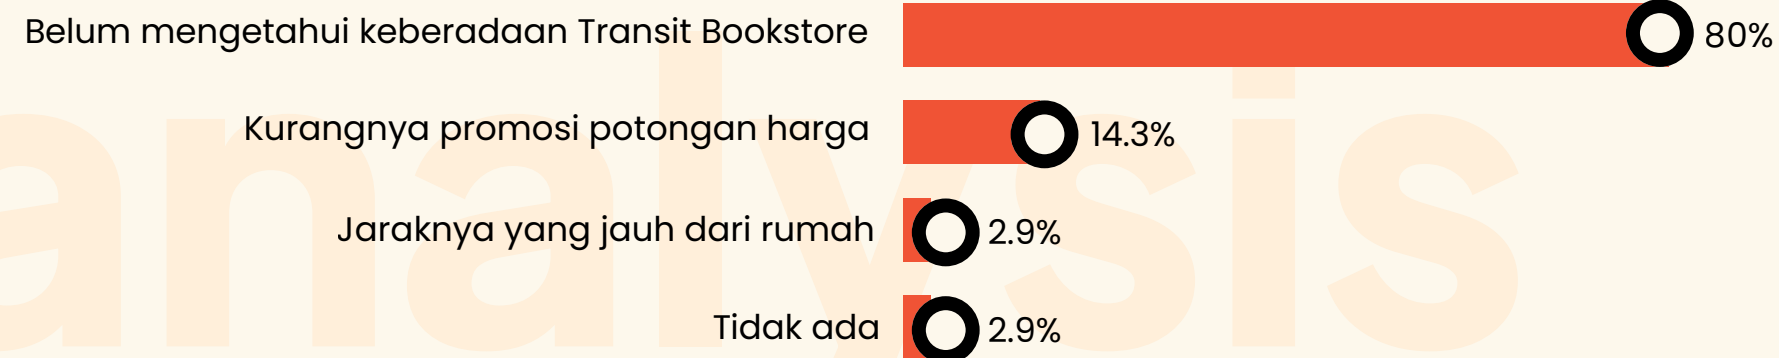 Belum mengetahui keberadaan Transit Bookstore 80%
Kurangnya promosi potongan harga 14.3%
Jaraknya yang jauh dari rumah 2.9%
Tidak ada 2.9%
analysis